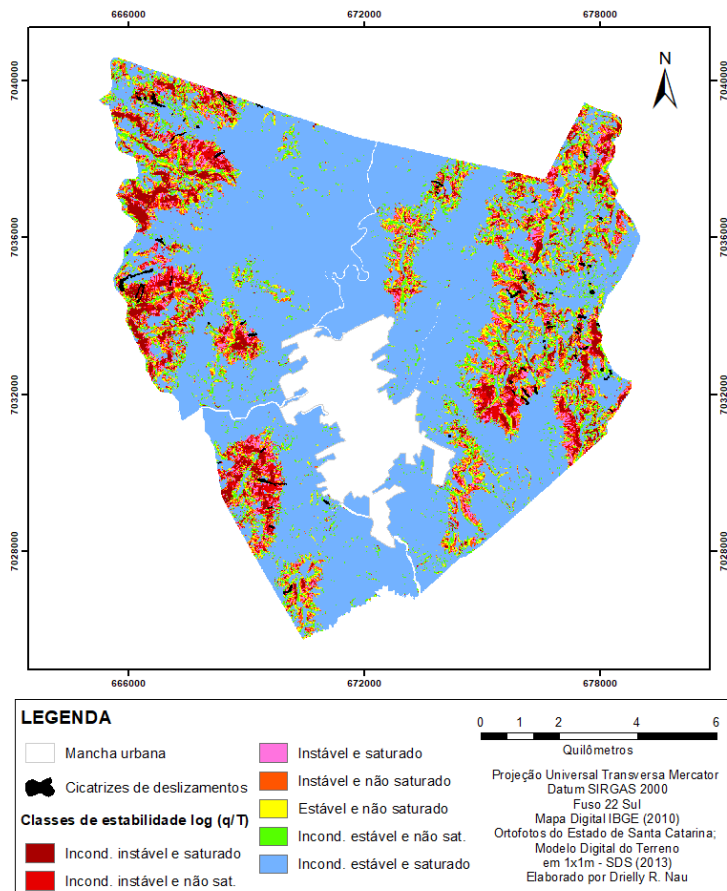 666000
672000
678000
7040000
7040000
N
7036000
7036000
7032000
7032000
7028000
7028000
666000
672000
678000
LEGENDA
Mancha urbana
Cicatrizes de deslizamentos
Classes de estabilidade log (q/T)
Incond. instável e saturado
Incond. instável e não sat.
Instável e saturado
Instável e não saturado
Estável e não saturado
Incond. estável e não sat.
Incond. estável e saturado
0 1 2 4 6
Quilômetros
Projeção Universal Transversa Mercator
Datum SIRGAS 2000
Fuso 22 Sul
Mapa Digital IBGE (2010)
Ortofotos do Estado de Santa Catarina;
Modelo Digital do Terreno
em 1x1m - SDS (2013)
Elaborado por Drielly R. Nau